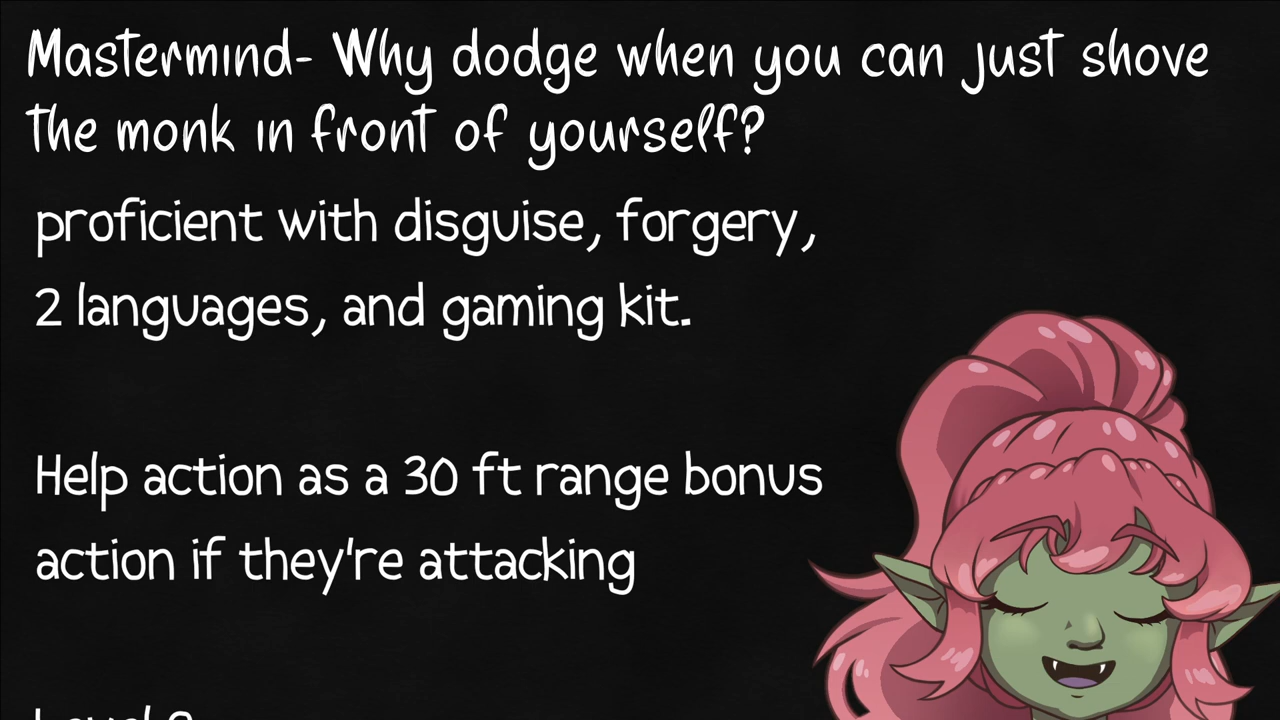 Mastermind- Why dodge when you can just shove
the monk in front of yourself?
proficient with disguise, forgery,
2 languages, and gaming kit.
Help action as a 30 ft range bonus
action if they're attacking
Level